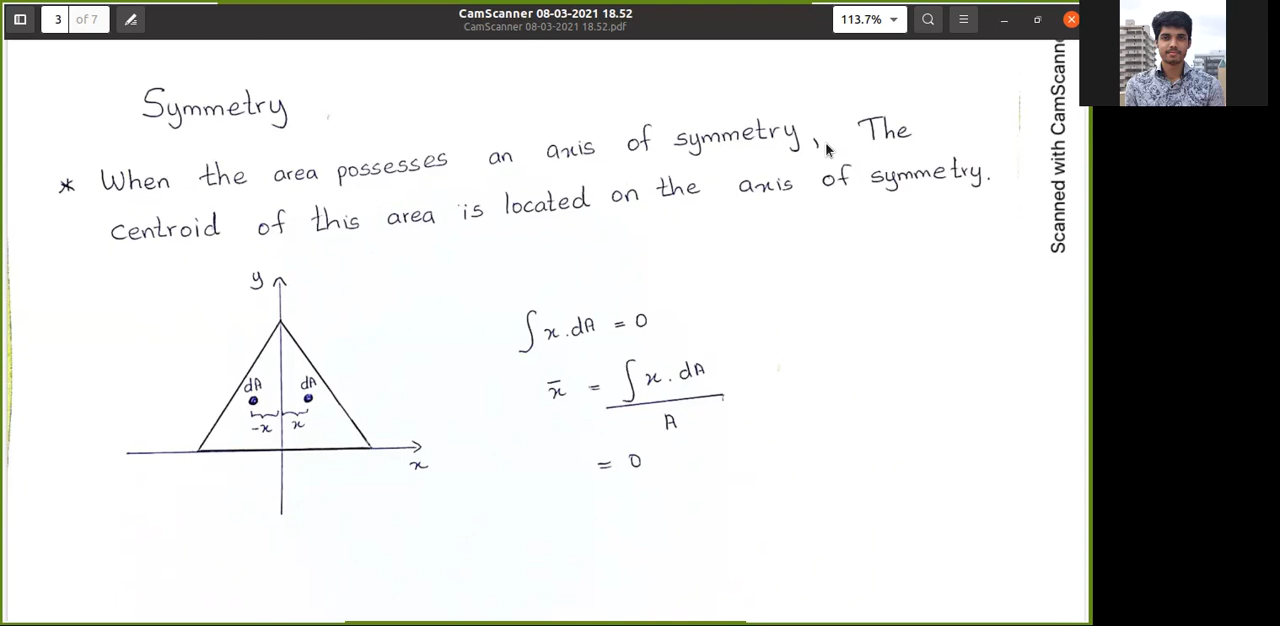 3 of 7
CamScanner 08-03-2021 18.52
CamScanner 08-03-2021 18.52.pdf
113.7%
Symmetry
* When the area possesses an axis of symmetry, The
centroid of this area is located on the axis of symmetry.
y
dA dA
-x x
x
∫x.dA = 0
x̄ = ∫x.dA
A
= 0
Scanned with CamScanne